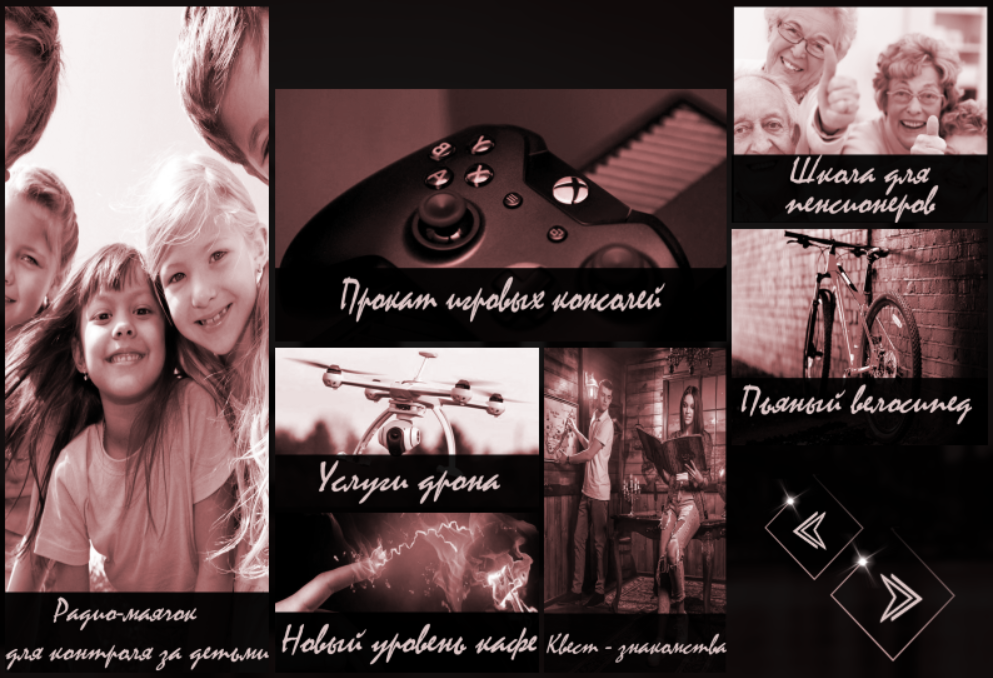 Радио-маячок
для контроля за детьми
Прокат игровых консолей
Y
B
X
Услуги дрона
Новый уровень кафе
Квест - знакомства
Школа для
пенсионеров
Пьяный велосипед